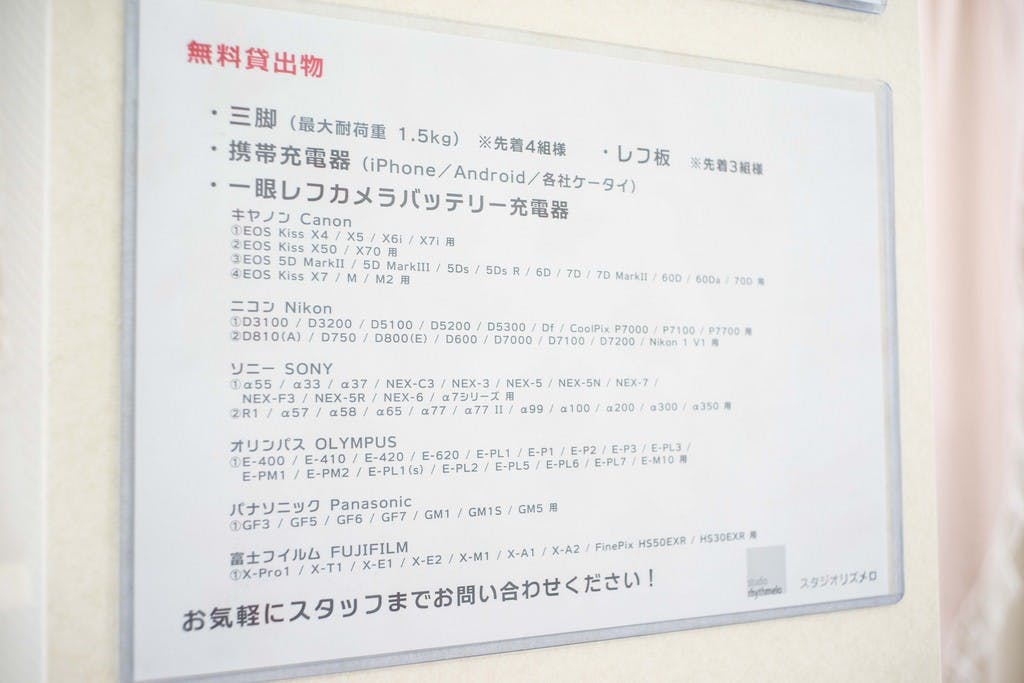 無料貸出物
・三脚（最大耐荷重 1.5kg） ※先着4組様 ・レフ板 ※先着3組様
・携帯充電器（iPhone／Android／各社ケータイ）
・一眼レフカメラバッテリー充電器
キヤノン Canon
①EOS Kiss X4 / X5 / X6i / X7i 用
②EOS Kiss X50 / X70 用
③EOS 5D MarkII / 5D MarkIII / 5Ds / 5Ds R / 6D / 7D / 7D MarkII / 60D / 60Da / 70D 用
④EOS Kiss X7 / M / M2 用
ニコン Nikon
①D3100 / D3200 / D5100 / D5200 / D5300 / Df / CoolPix P7000 / P7100 / P7700 用
②D810(A) / D750 / D800(E) / D600 / D7000 / D7100 / D7200 / Nikon 1 V1 用
ソニー SONY
①α55 / α33 / α37 / NEX-C3 / NEX-3 / NEX-5 / NEX-5N / NEX-7 /
NEX-F3 / NEX-5R / NEX-6 / α7シリーズ 用
②R1 / α57 / α58 / α65 / α77 / α77 II / α99 / α100 / α200 / α300 / α350 用
オリンパス OLYMPUS
①E-400 / E-410 / E-420 / E-620 / E-PL1 / E-P1 / E-P2 / E-P3 / E-PL3 /
E-PM1 / E-PM2 / E-PL1(s) / E-PL2 / E-PL5 / E-PL6 / E-PL7 / E-M10 用
パナソニック Panasonic
①GF3 / GF5 / GF6 / GF7 / GM1 / GM1S / GM5 用
富士フイルム FUJIFILM
①X-Pro1 / X-T1 / X-E1 / X-E2 / X-M1 / X-A1 / X-A2 / FinePix HS50EXR / HS30EXR 用
お気軽にスタッフまでお問い合わせください！
studio
rhythmelo
スタジオリズメロ